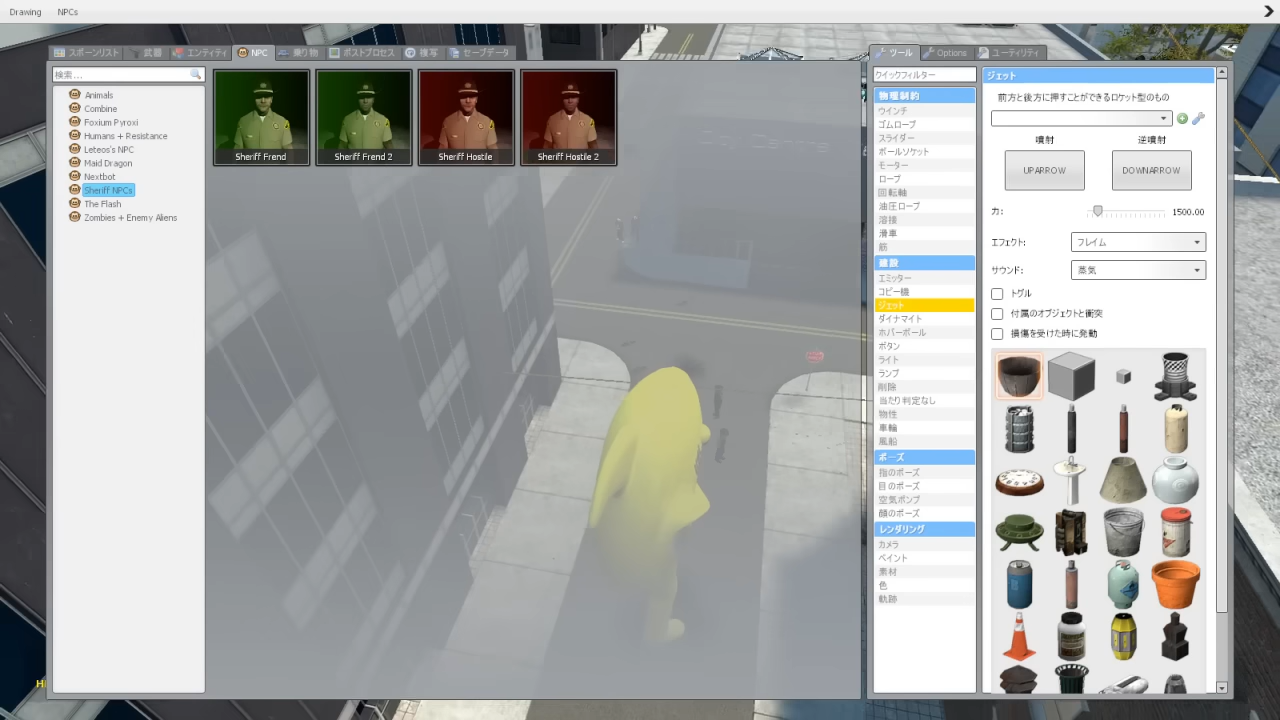 Drawing NPCs
スポーンリスト 武器 エンティティ NPC 乗り物 ポストプロセス 複写 セーブデータ
検索...
Animals
Combine
Foxium Pyroxi
Humans + Resistance
Leteos's NPC
Maid Dragon
Nextbot
Sheriff NPCs
The Flash
Zombies + Enemy Aliens
Sheriff Frend
Sheriff Frend 2
Sheriff Hostile
Sheriff Hostile 2
ツール Options ユーティリティ
クイックフィルター
物理制約
ウインチ
ゴムロープ
スライダー
ボールソケット
モーター
ロープ
回転軸
油圧ロープ
溶接
滑車
筋
建設
エミッター
コピー機
ジェット
ダイナマイト
ホバーボール
ボタン
ライト
ランプ
削除
当たり判定なし
物性
車輪
風船
ポーズ
指のポーズ
目のポーズ
空気ポンプ
顔のポーズ
レンダリング
カメラ
ペイント
素材
色
軌跡
ジェット
前方と後方に押すことができるロケット型のもの
噴射 逆噴射
UPARROW DOWNARROW
力: 1500.00
エフェクト: フレイム
サウンド: 蒸気
トグル
付属のオブジェクトと衝突
損傷を受けた時に発動